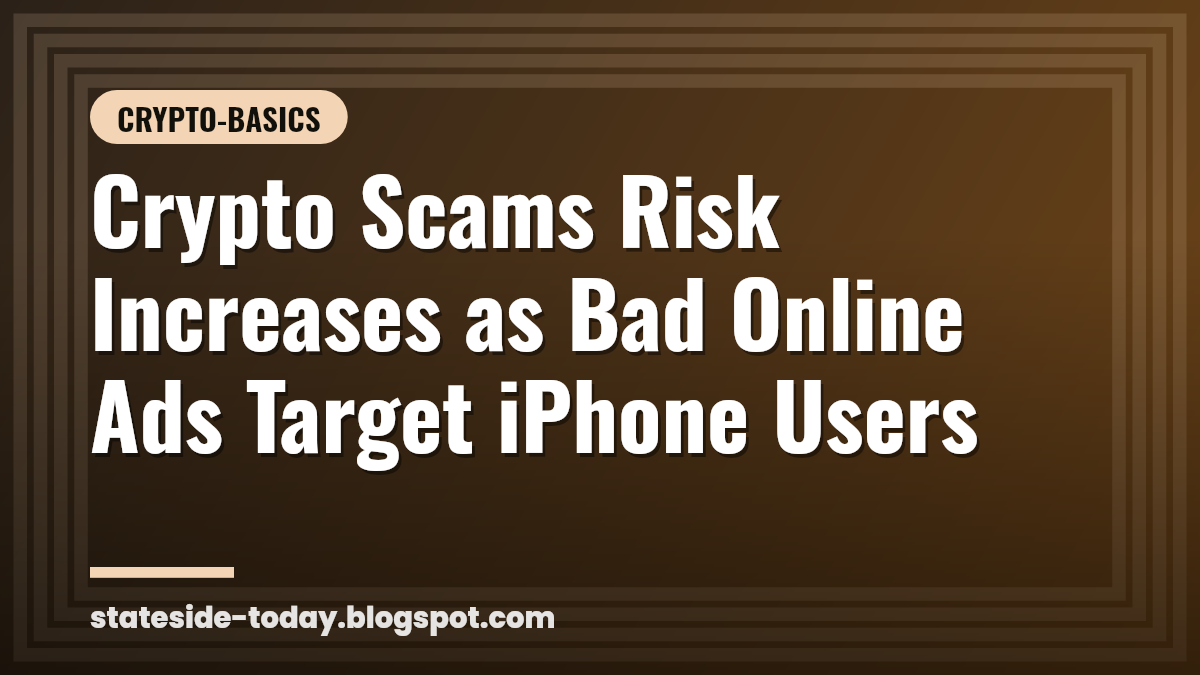 CRYPTO-BASICS
Crypto Scams Risk
Increases as Bad Online
Ads Target iPhone Users
stateside-today.blogspot.com